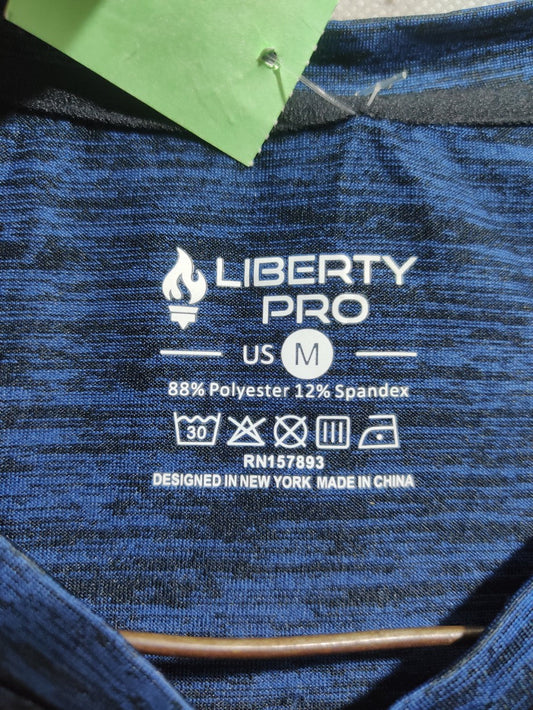 LIBERTY
PRO
US M
88% Polyester 12% Spandex
30
RN157893
DESIGNED IN NEW YORK MADE IN CHINA